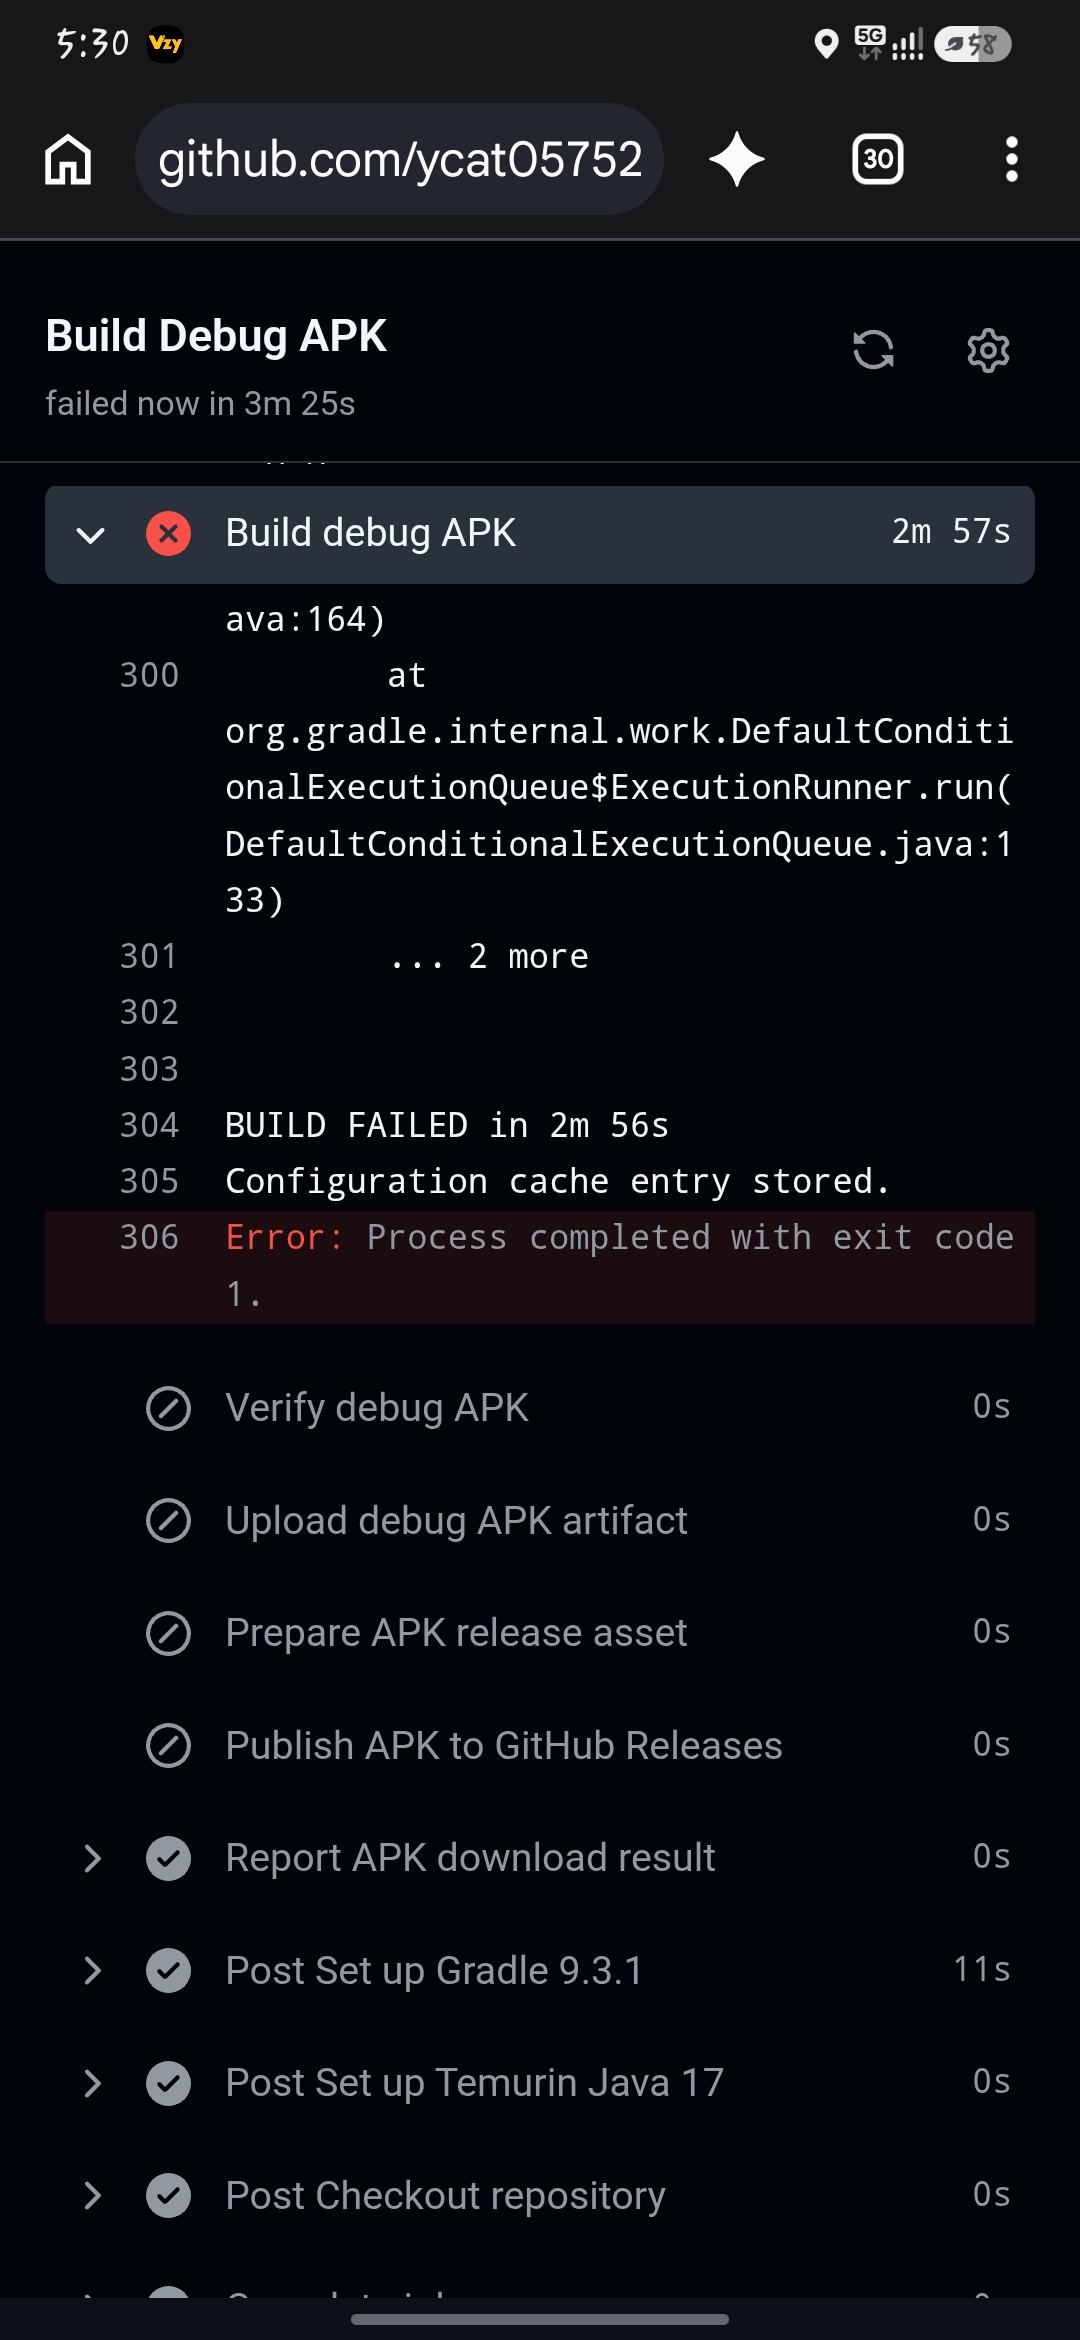 5:30 Vzy 5G 58
github.com/ycat05752 30
Build Debug APK
failed now in 3m 25s
Build debug APK 2m 57s
ava:164)
300 at
org.gradle.internal.work.DefaultConditi
onalExecutionQueue$ExecutionRunner.run(
DefaultConditionalExecutionQueue.java:1
33)
301 ... 2 more
302
303
304 BUILD FAILED in 2m 56s
305 Configuration cache entry stored.
306 Error: Process completed with exit code
1.
Verify debug APK 0s
Upload debug APK artifact 0s
Prepare APK release asset 0s
Publish APK to GitHub Releases 0s
Report APK download result 0s
Post Set up Gradle 9.3.1 11s
Post Set up Temurin Java 17 0s
Post Checkout repository 0s